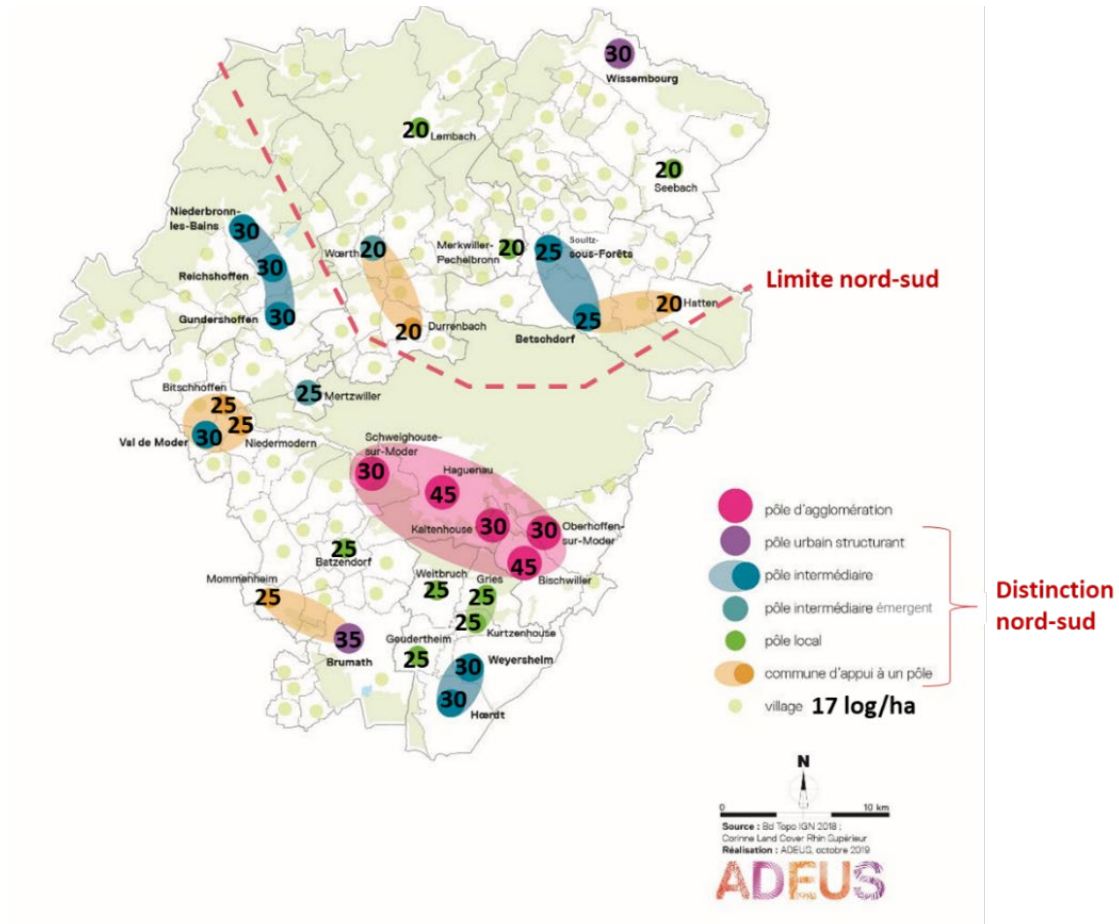 30
Wissembourg
20
Lembach
20
Seebach
Niederbronn-
les-Bains
30
Reichshoffen
30
Gundershoffen
30
Wœrth
20
Durrenbach
20
Merkwiller-
Pechelbronn
20
Soultz-
sous-Forêts
25
Betschdorf
25
20
Hatten
Limite nord-sud
Bitschhoffen
25
25
Val de Moder
30
Niedermodern
25
Mertzwiller
Schweighouse-
sur-Moder
30
Haguenau
45
Kaltenhouse
30
30
Oberhoffen-
sur-Moder
45
Bischwiller
25
Batzendorf
Mommenheim
25
35
Brumath
Weitbruch
25
Gries
25
25
Kurtzenhouse
Geudertheim
25
30
Weyersheim
30
Hœrdt
pôle d'agglomération
pôle urbain structurant
pôle intermédiaire
pôle intermédiaire émergent
pôle local
commune d'appui à un pôle
village 17 log/ha
Distinction
nord-sud
N
0 10 km
Source : Bd Topo IGN 2018 ;
Corinne Land Cover Rhin Supérieur
Réalisation : ADEUS, octobre 2019
ADEUS